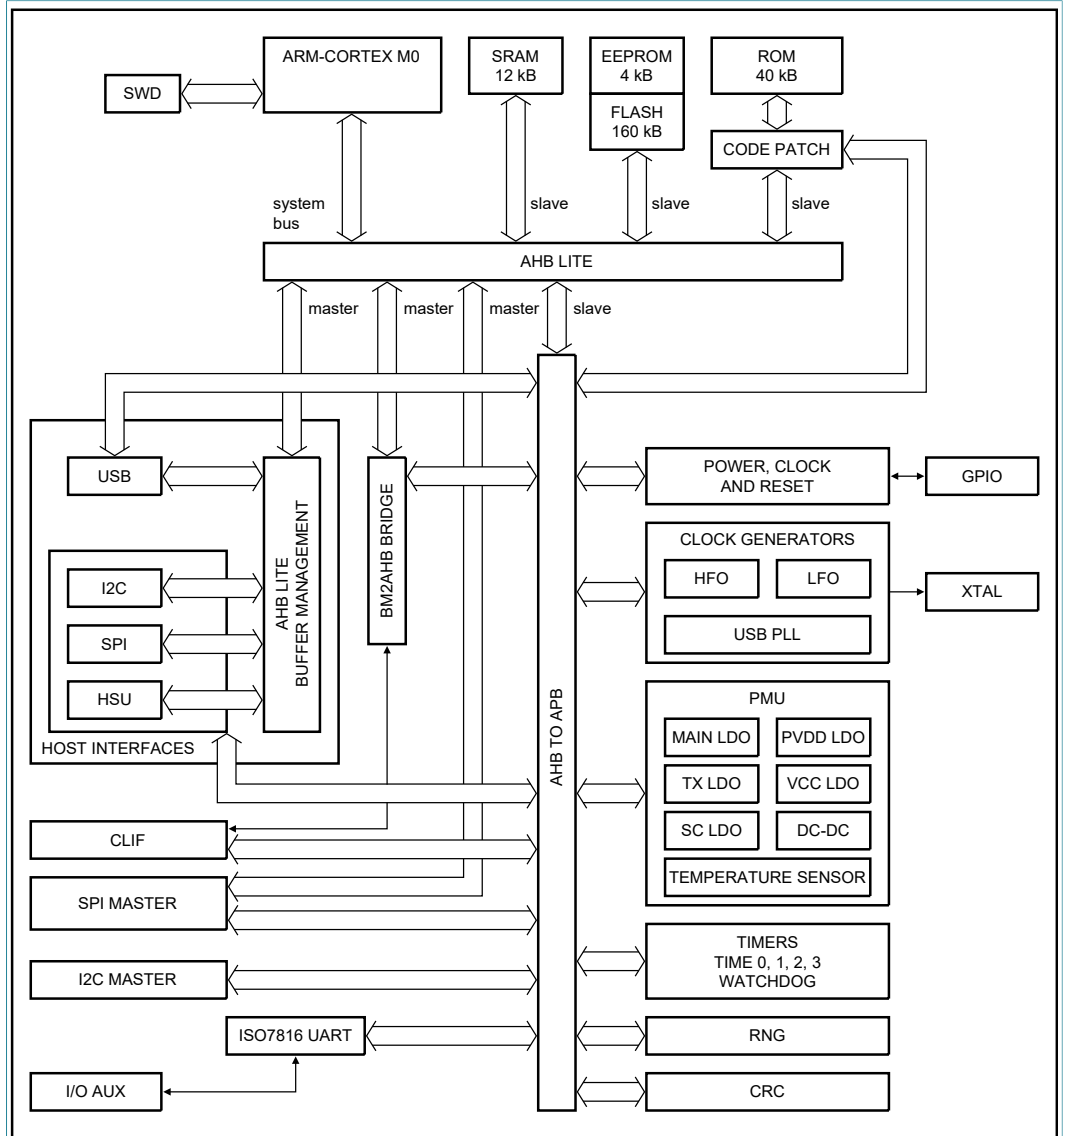 ARM-CORTEX M0
SWD
SRAM
12 kB
EEPROM
4 kB
FLASH
160 kB
ROM
40 kB
CODE PATCH
system
bus
slave
slave
slave
AHB LITE
master
master
master
slave
USB
I2C
SPI
HSU
HOST INTERFACES
AHB LITE
BUFFER MANAGEMENT
BM2AHB BRIDGE
AHB TO APB
POWER, CLOCK
AND RESET
GPIO
CLOCK GENERATORS
HFO
LFO
USB PLL
XTAL
PMU
MAIN LDO
PVDD LDO
TX LDO
VCC LDO
SC LDO
DC-DC
TEMPERATURE SENSOR
CLIF
SPI MASTER
I2C MASTER
ISO7816 UART
I/O AUX
TIMERS
TIME 0, 1, 2, 3
WATCHDOG
RNG
CRC